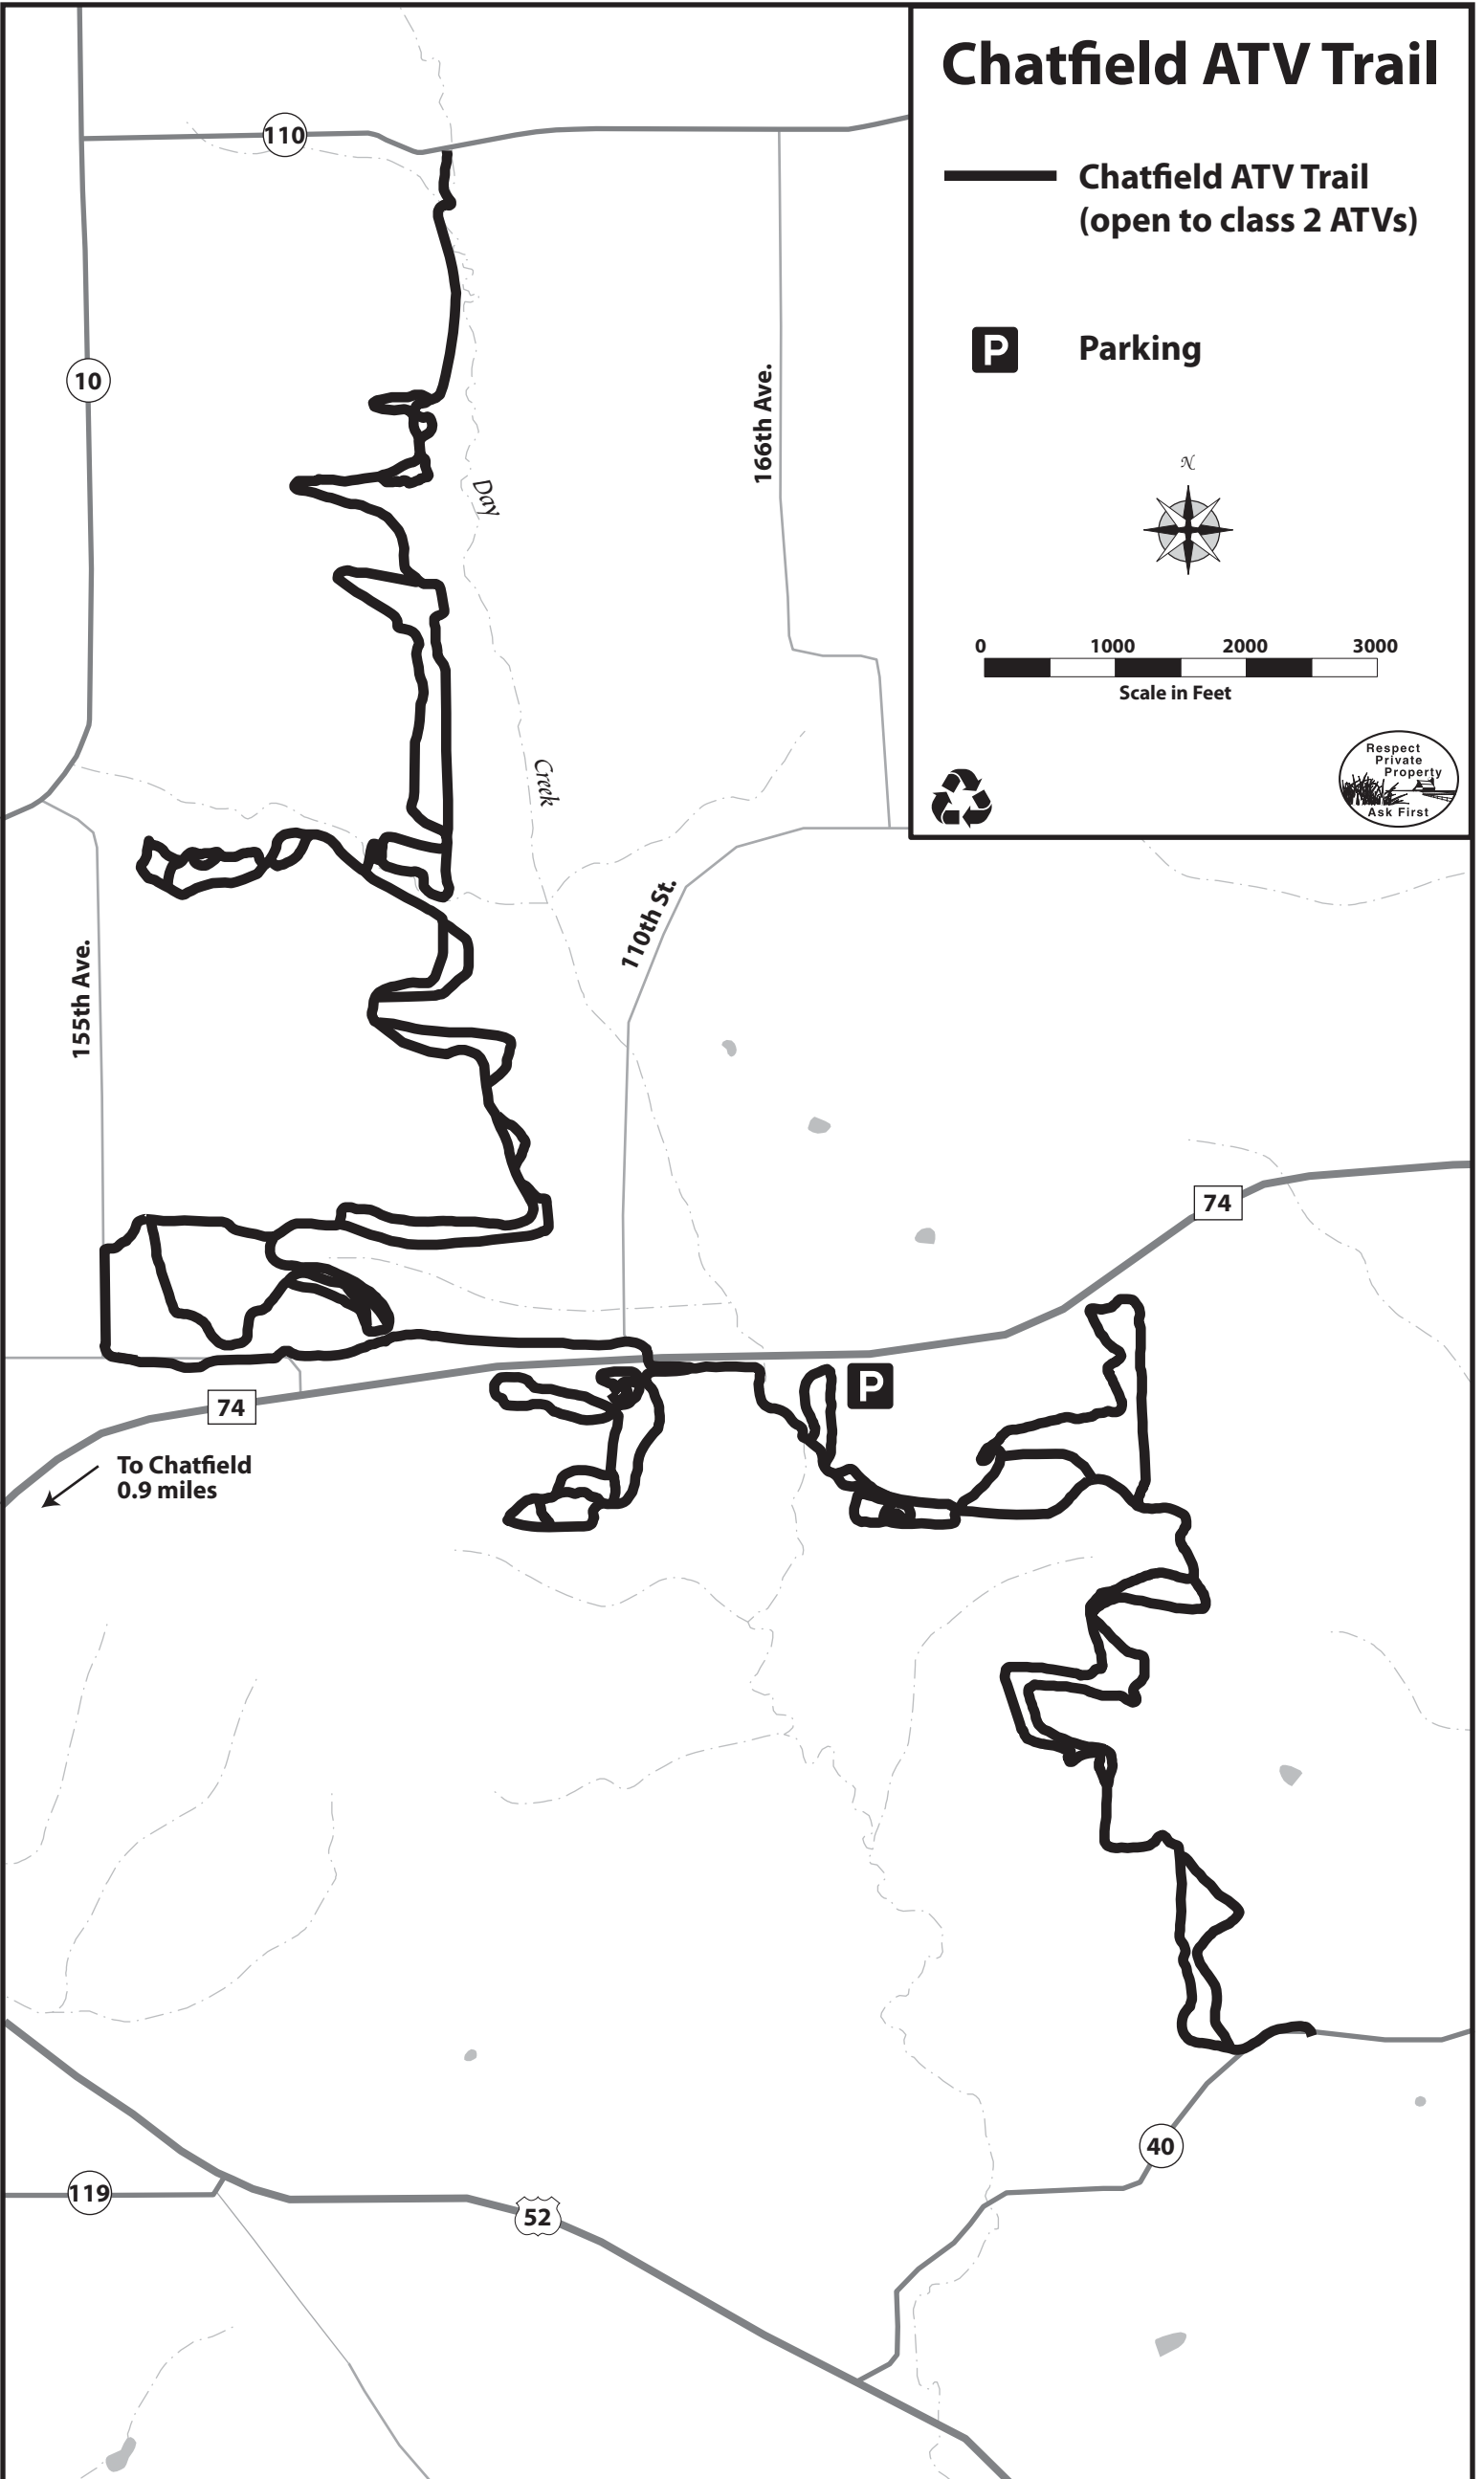 Chatfield ATV Trail
Chatfield ATV Trail
(open to class 2 ATVs)
P
Parking
N
0 1000 2000 3000
Scale in Feet
Respect
Private
Property
Ask First
110
10
166th Ave.
Day
Creek
110th St.
155th Ave.
74
P
74
To Chatfield
0.9 miles
40
119
52